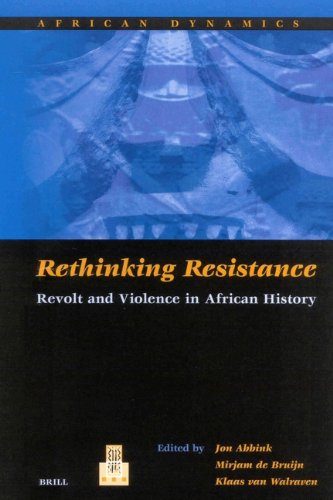 AFRICAN DYNAMICS
Rethinking Resistance
Revolt and Violence in African History
Edited by Jon Abbink
Mirjam de Bruijn
Klaas van Walraven
BRILL